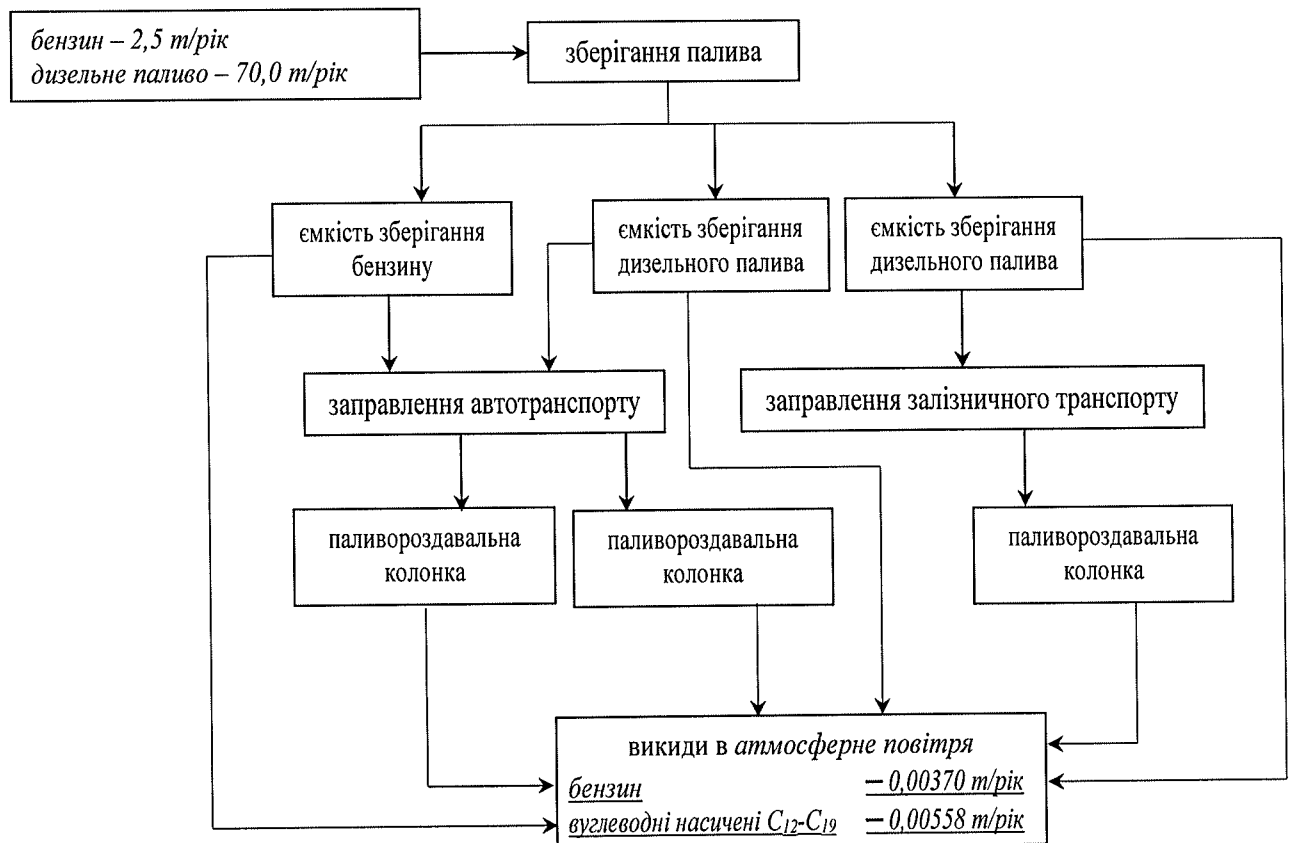 бензин – 2,5 т/рік
дизельне паливо – 70,0 т/рік
зберігання палива
ємкість зберігання
бензину
ємкість зберігання
дизельного палива
ємкість зберігання
дизельного палива
заправлення автотранспорту
заправлення залізничного транспорту
паливороздавальна
колонка
паливороздавальна
колонка
паливороздавальна
колонка
викиди в атмосферне повітря
бензин – 0,00370 т/рік
вуглеводні насичені C12-C19 – 0,00558 т/рік